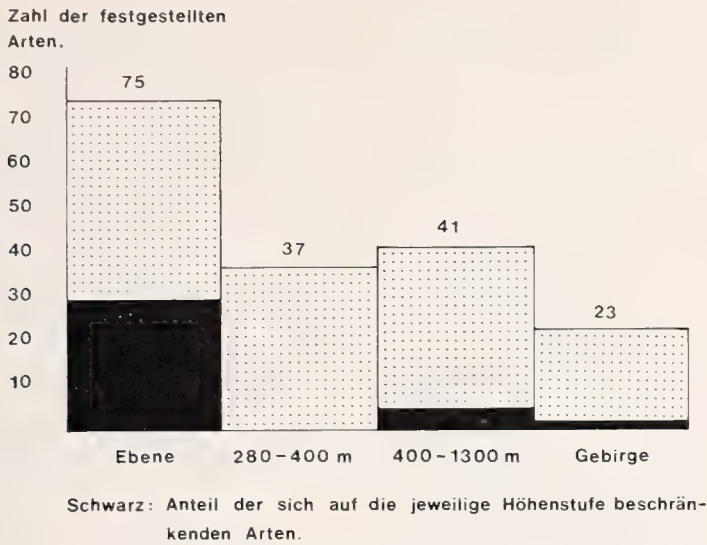 Zahl der festgestellten
Arten.
80
75
70
60
50
41
40
37
30
23
20
10
Ebene 280-400 m 400-1300 m Gebirge
Schwarz: Anteil der sich auf die jeweilige Höhenstufe beschrän-
kenden Arten.